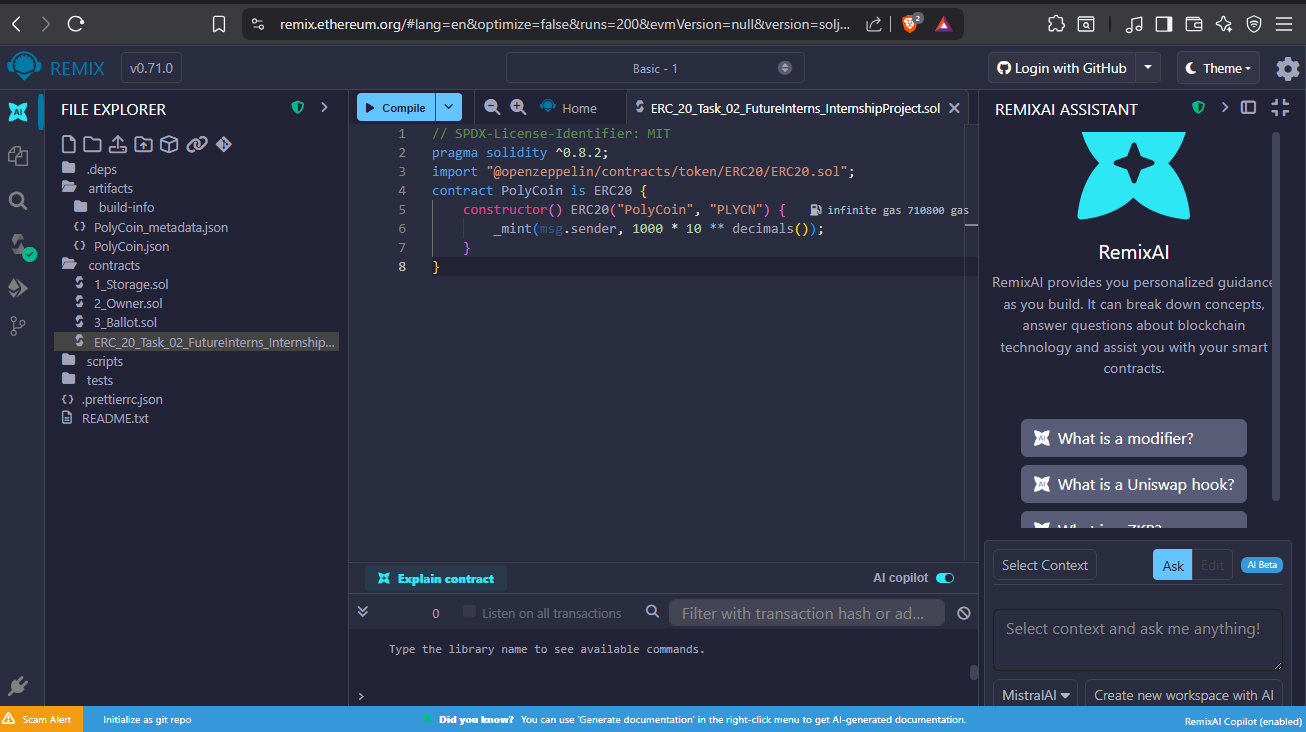 remix.ethereum.org/#lang=en&optimize=false&runs=200&evmVersion=null&version=solj...
2
REMIX
v0.71.0
Basic - 1
Login with GitHub
Theme
FILE EXPLORER
.deps
artifacts
build-info
PolyCoin_metadata.json
PolyCoin.json
contracts
1_Storage.sol
2_Owner.sol
3_Ballot.sol
ERC_20_Task_02_FutureInterns_Internship...
scripts
tests
.prettierrc.json
README.txt
Compile
Home
ERC_20_Task_02_FutureInterns_InternshipProject.sol
1 // SPDX-License-Identifier: MIT
2 pragma solidity ^0.8.2;
3 import "@openzeppelin/contracts/token/ERC20/ERC20.sol";
4 contract PolyCoin is ERC20 {
5 constructor() ERC20("PolyCoin", "PLYCN") { infinite gas 710800 gas
6 _mint(msg.sender, 1000 * 10 ** decimals());
7 }
8 }
Explain contract
AI copilot
0
Listen on all transactions
Filter with transaction hash or ad...
Type the library name to see available commands.
>
REMIXAI ASSISTANT
RemixAI
RemixAI provides you personalized guidance
as you build. It can break down concepts,
answer questions about blockchain
technology and assist you with your smart
contracts.
AI What is a modifier?
AI What is a Uniswap hook?
Select Context
Ask
Edit
AI Beta
Select context and ask me anything!
MistralAI
Create new workspace with AI
Scam Alert
Initialize as git repo
Did you know? You can use 'Generate documentation' in the right-click menu to get AI-generated documentation.
RemixAI Copilot (enabled)